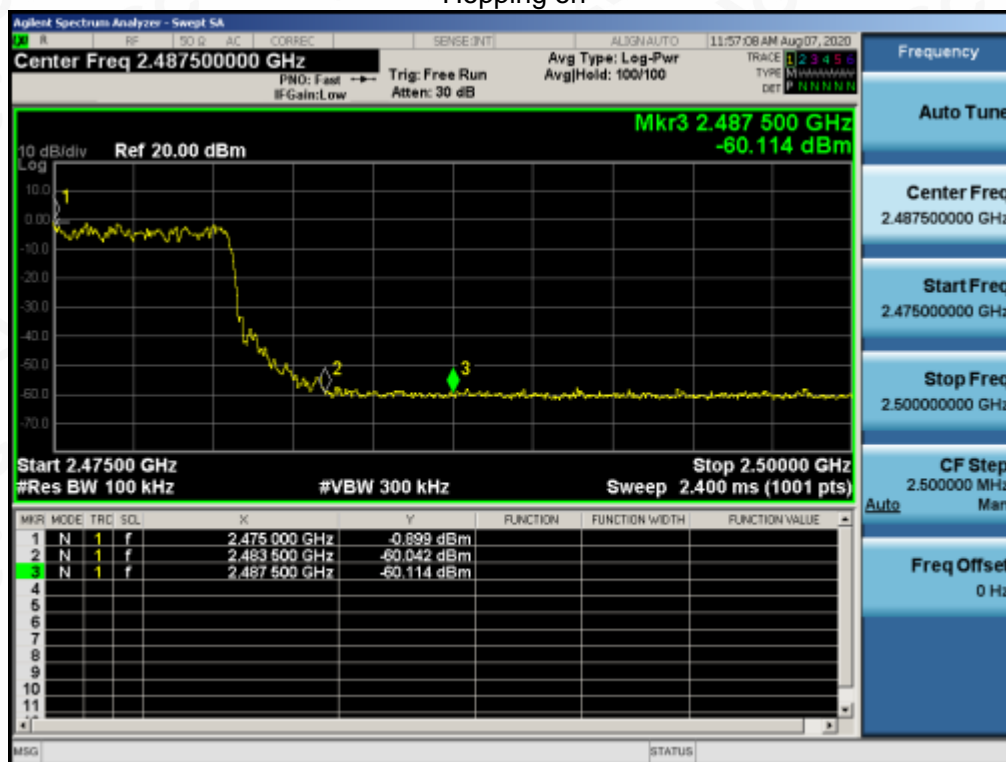 Hopping on
Agilent Spectrum Analyzer - Swept SA
R RF 50 Ω AC CORREC SENSE:INT ALIGN AUTO 11:57:08 AM Aug 07, 2020
Center Freq 2.487500000 GHz
PNO: Fast
IFGain:Low
Trig: Free Run
Atten: 30 dB
Avg Type: Log-Pwr
Avg|Hold: 100/100
TRACE 1 2 3 4 5 6
TYPE M
DET P N N N N N
Mkr3 2.487 500 GHz
-60.114 dBm
10 dB/div Ref 20.00 dBm
Log
10.0
0.00
-10.0
-20.0
-30.0
-40.0
-50.0
-60.0
-70.0
1
2
3
Start 2.47500 GHz Stop 2.50000 GHz
#Res BW 100 kHz #VBW 300 kHz Sweep 2.400 ms (1001 pts)
MKR MODE TRC SCL X Y FUNCTION FUNCTION WIDTH FUNCTION VALUE
1 N 1 f 2.475 000 GHz -0.899 dBm
2 N 1 f 2.483 500 GHz -60.042 dBm
3 N 1 f 2.487 500 GHz -60.114 dBm
4
5
6
7
8
9
10
11
MSG STATUS
Frequency
Auto Tune
Center Freq
2.487500000 GHz
Start Freq
2.475000000 GHz
Stop Freq
2.500000000 GHz
CF Step
2.500000 MHz
Auto Man
Freq Offset
0 Hz